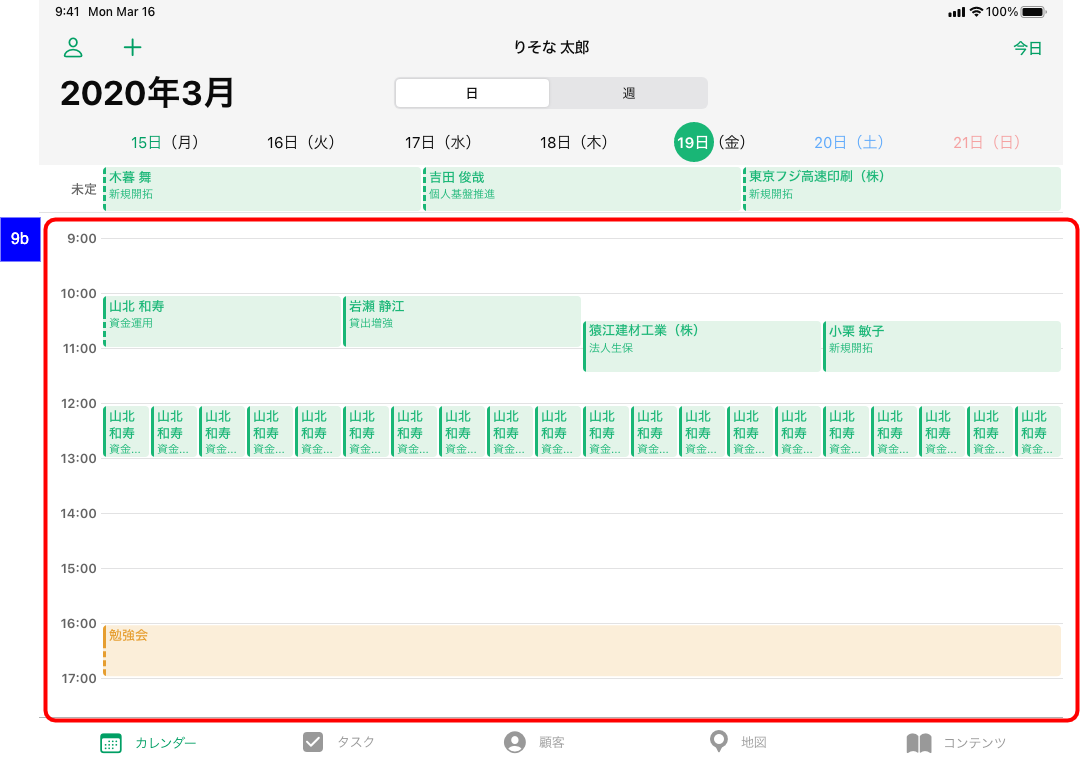 9:41 Mon Mar 16 100%
りそな 太郎
今日
2020年3月
日 週
15日（月） 16日（火） 17日（水） 18日（木） 19日（金） 20日（土） 21日（日）
未定
木暮 舞
新規開拓
吉田 俊哉
個人基盤推進
東京フジ高速印刷（株）
新規開拓
9b
9:00
10:00
山北 和寿
資金運用
岩瀬 静江
貸出増強
猿江建材工業（株）
法人生保
小栗 敏子
新規開拓
11:00
12:00
山北 山北 山北 山北 山北 山北 山北 山北 山北 山北 山北 山北 山北 山北 山北 山北 山北 山北 山北 山北
和寿 和寿 和寿 和寿 和寿 和寿 和寿 和寿 和寿 和寿 和寿 和寿 和寿 和寿 和寿 和寿 和寿 和寿 和寿 和寿
資金... 資金... 資金... 資金... 資金... 資金... 資金... 資金... 資金... 資金... 資金... 資金... 資金... 資金... 資金... 資金... 資金... 資金... 資金... 資金...
13:00
14:00
15:00
16:00
勉強会
17:00
カレンダー タスク 顧客 地図 コンテンツ